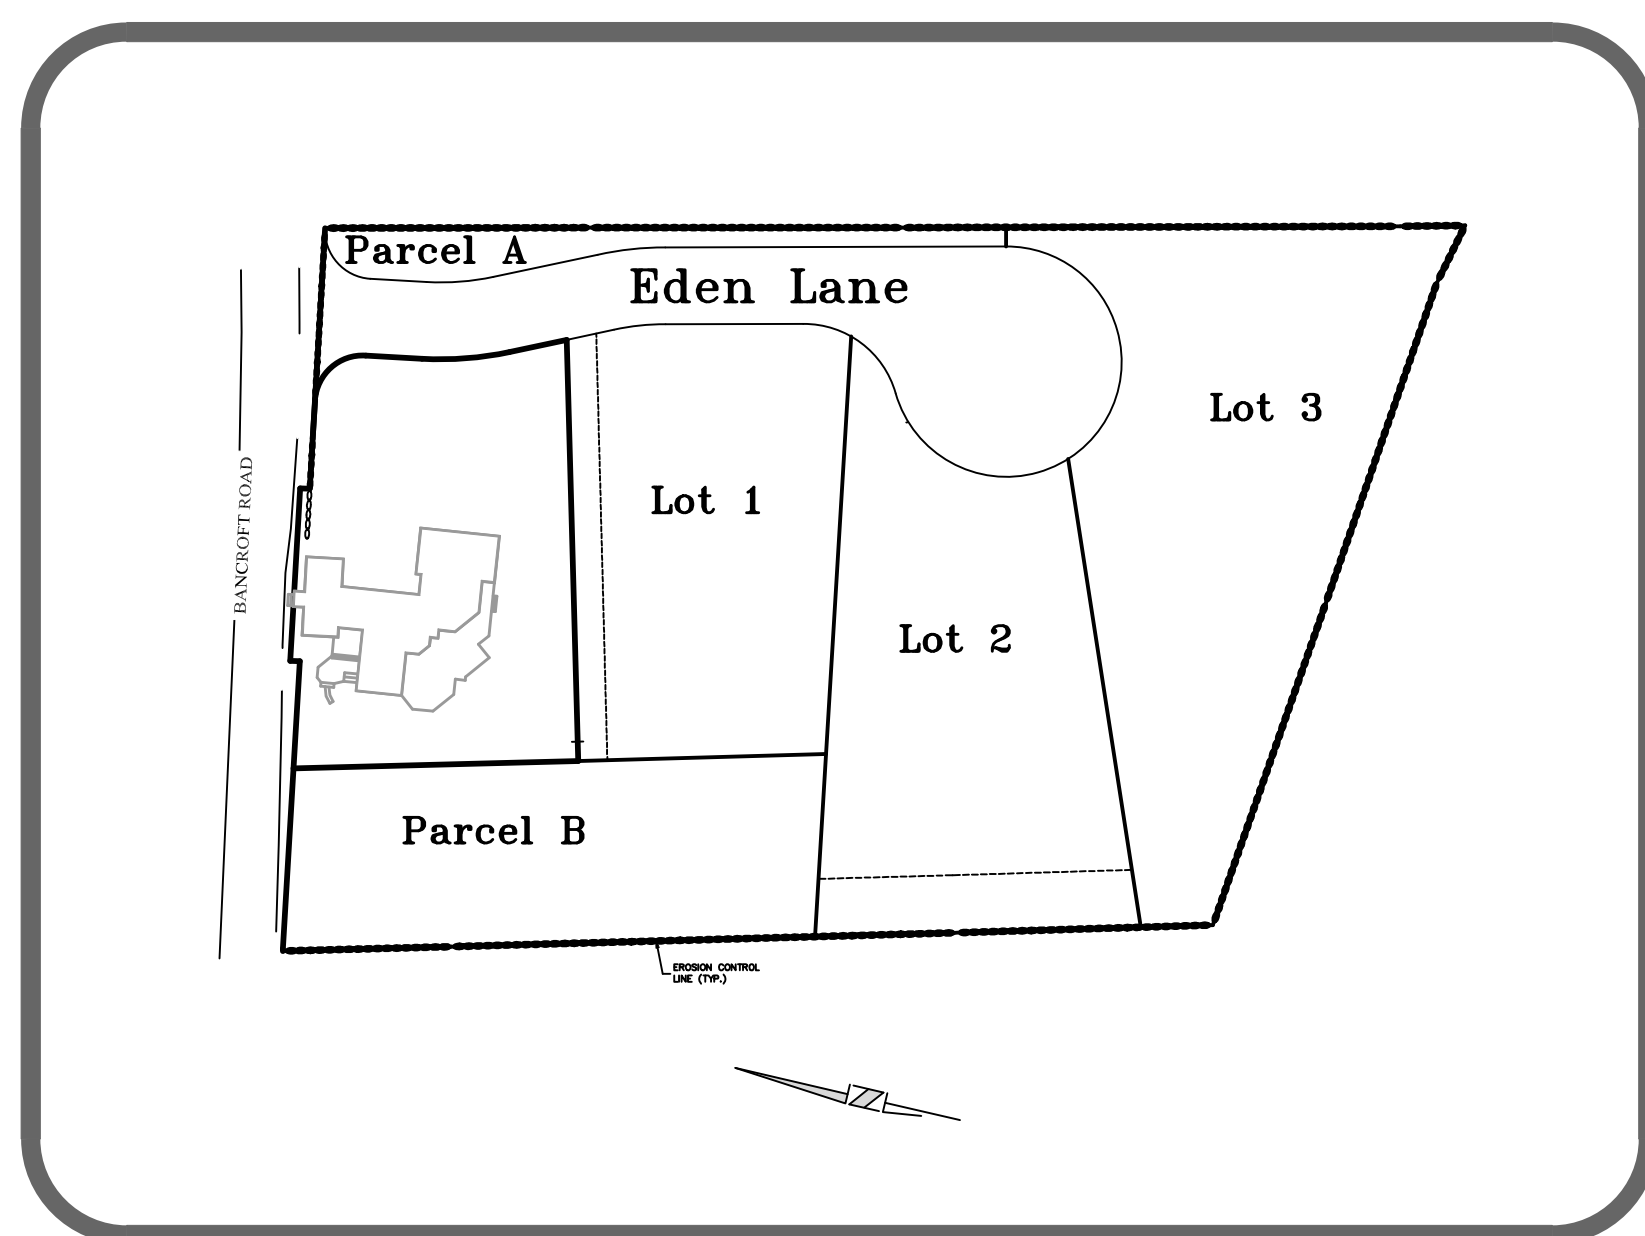 Parcel A
Eden Lane
Lot 3
BANCROFT ROAD
Lot 1
Lot 2
Parcel B
EROSION CONTROL
LINE (TYP.)